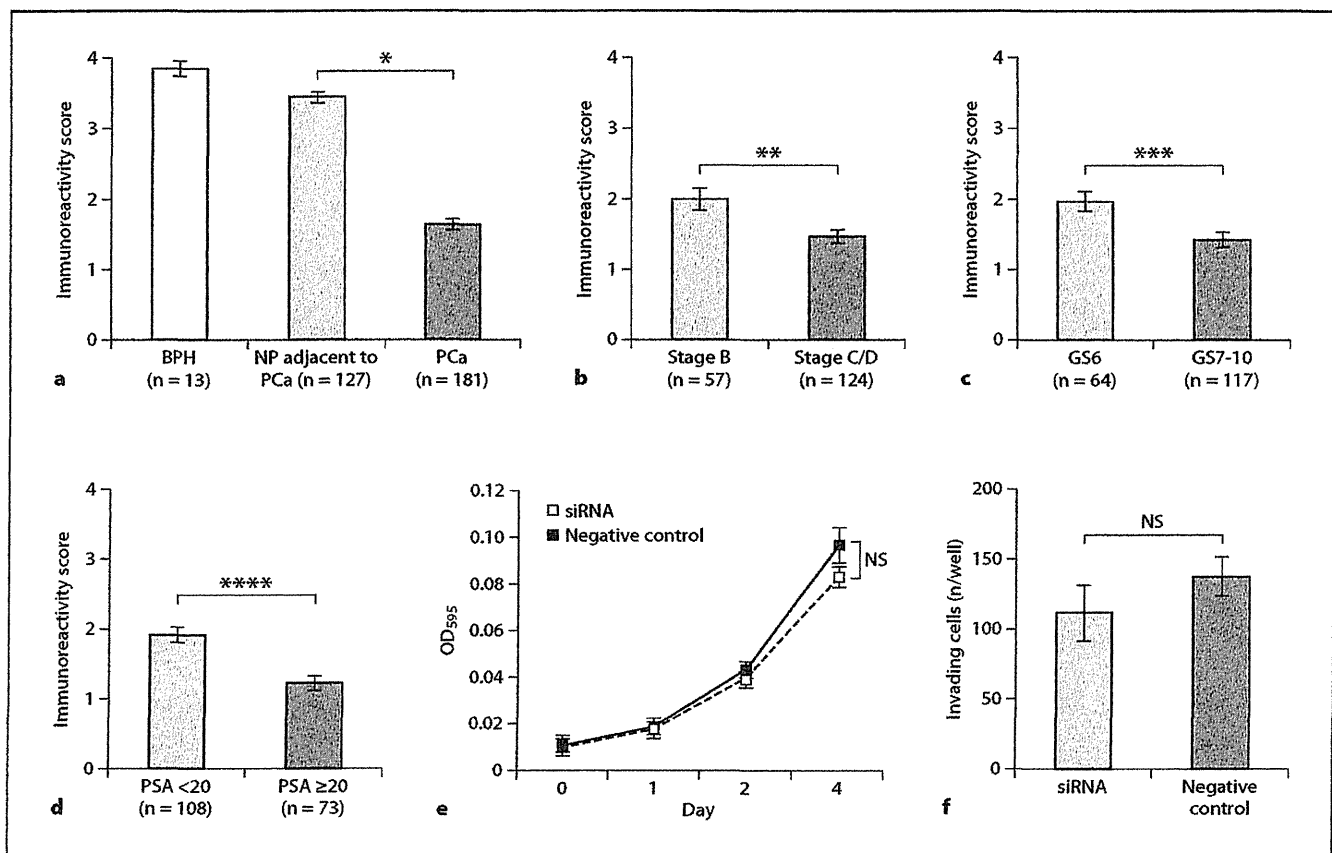 4
3
2
1
0
Immunoreactivity score
*
BPH
(n = 13)
NP adjacent to
PCa (n = 127)
PCa
(n = 181)
a
4
3
2
1
0
Immunoreactivity score
**
Stage B
(n = 57)
Stage C/D
(n = 124)
b
4
3
2
1
0
Immunoreactivity score
***
GS6
(n = 64)
GS7-10
(n = 117)
c
4
3
2
1
0
Immunoreactivity score
****
PSA <20
(n = 108)
PSA ≥20
(n = 73)
d
0.12
0.10
0.08
0.06
0.04
0.02
0
OD595
siRNA
Negative control
NS
0
1
2
4
Day
e
200
150
100
50
0
Invading cells (n/well)
NS
siRNA
Negative
control
f